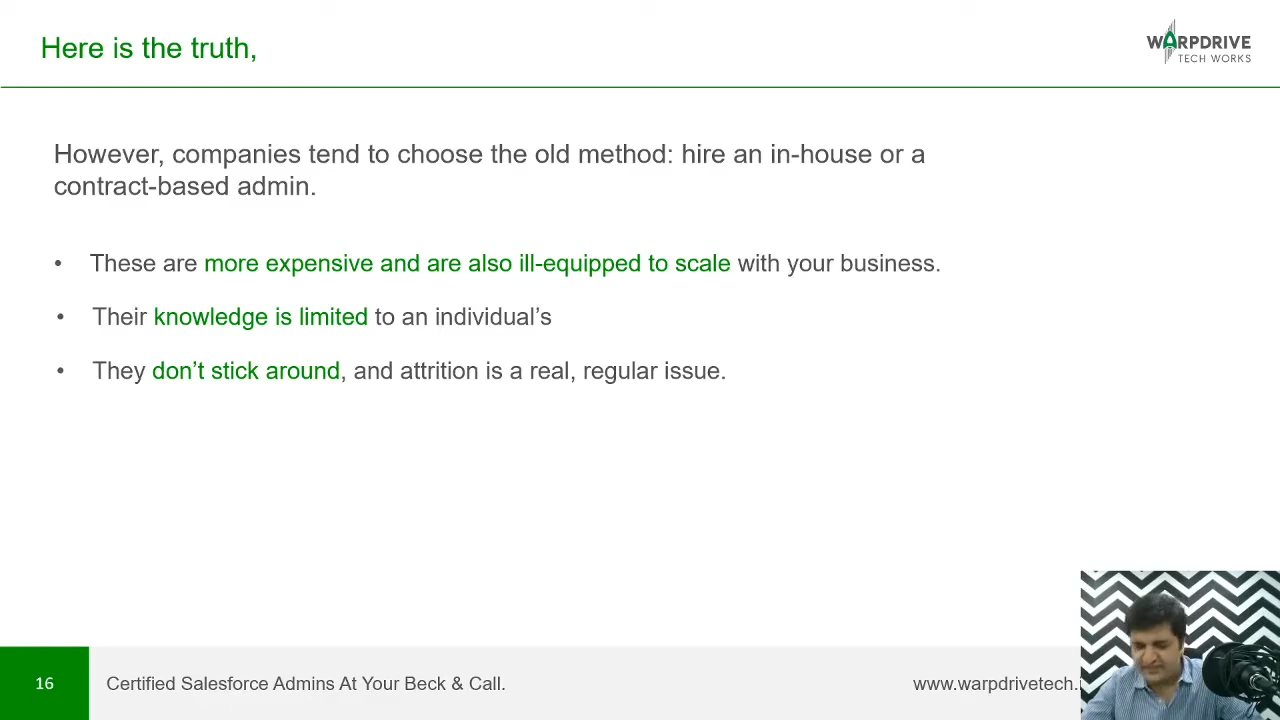 Here is the truth,
WARPDRIVE
TECH WORKS
However, companies tend to choose the old method: hire an in-house or a
contract-based admin.
• These are more expensive and are also ill-equipped to scale with your business.
• Their knowledge is limited to an individual’s
• They don’t stick around, and attrition is a real, regular issue.
16
Certified Salesforce Admins At Your Beck & Call.
www.warpdrivetech.